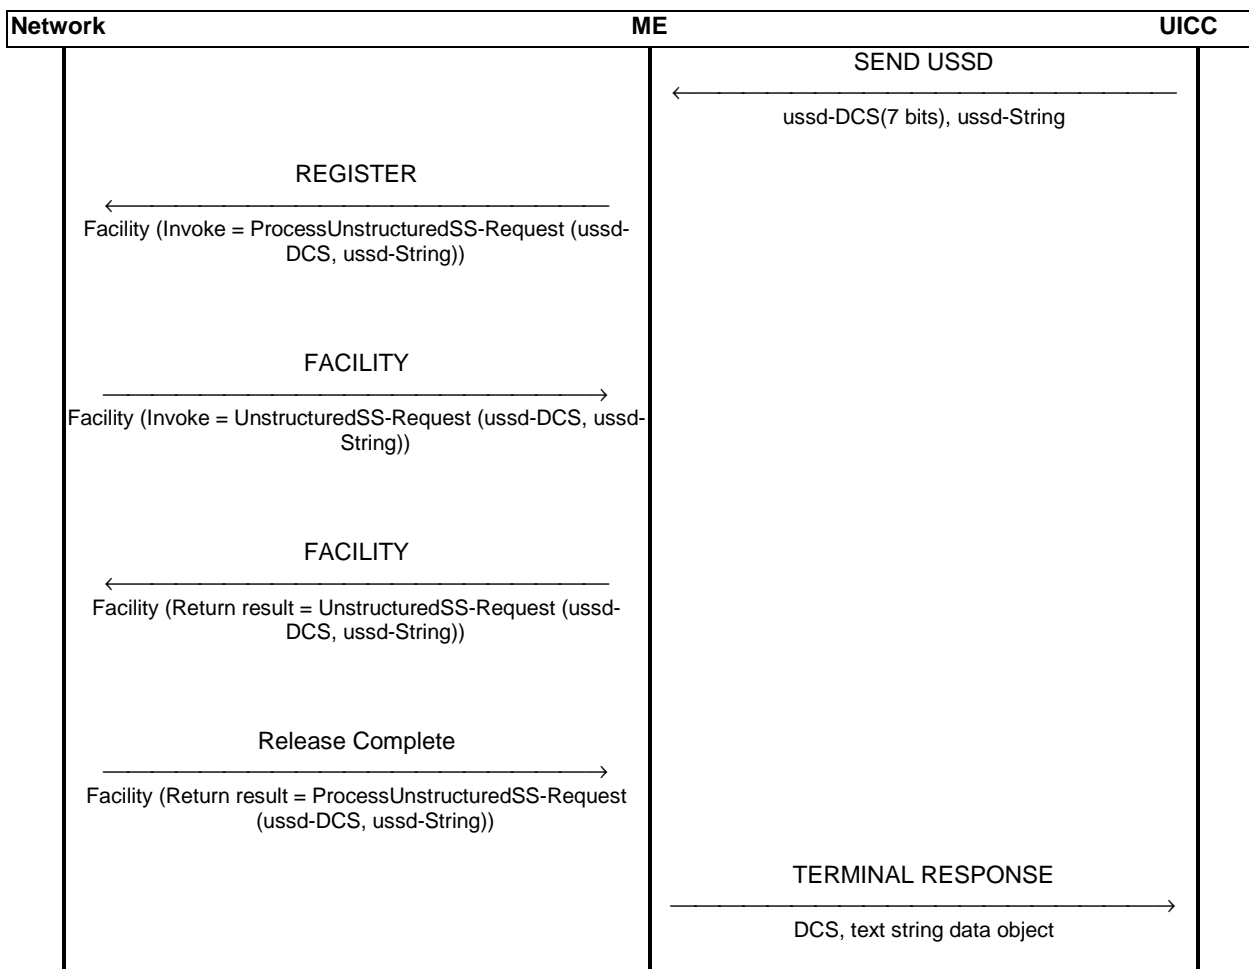 Network ME UICC
SEND USSD
ussd-DCS(7 bits), ussd-String
REGISTER
Facility (Invoke = ProcessUnstructuredSS-Request (ussd-
DCS, ussd-String))
FACILITY
Facility (Invoke = UnstructuredSS-Request (ussd-DCS, ussd-
String))
FACILITY
Facility (Return result = UnstructuredSS-Request (ussd-
DCS, ussd-String))
Release Complete
Facility (Return result = ProcessUnstructuredSS-Request
(ussd-DCS, ussd-String))
TERMINAL RESPONSE
DCS, text string data object